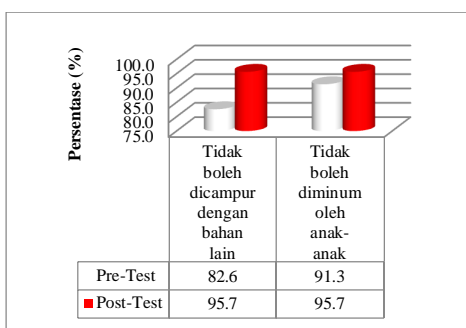 Persentase (%)
100.0
95.0
90.0
85.0
80.0
75.0
Tidak
boleh
dicampur
dengan
bahan
lain
Tidak
boleh
diminum
oleh
anak-
anak
Pre-Test 82.6 91.3
Post-Test 95.7 95.7